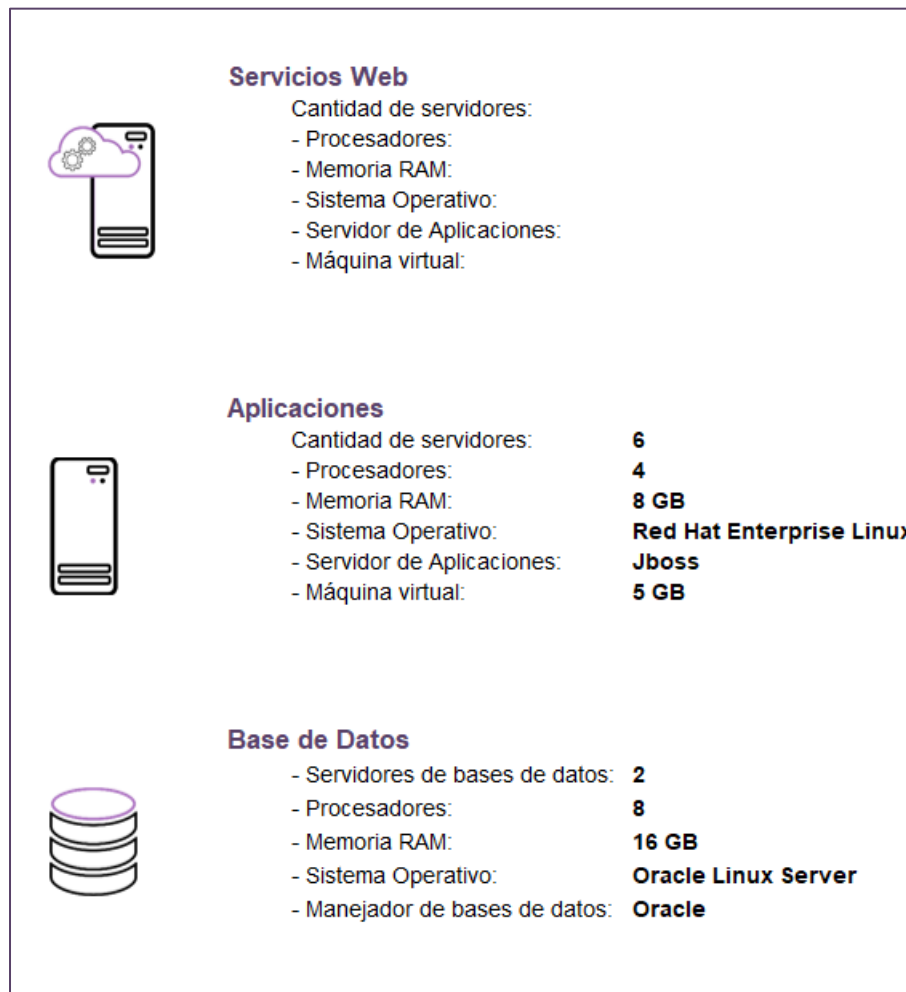 Servicios Web
Cantidad de servidores:
- Procesadores:
- Memoria RAM:
- Sistema Operativo:
- Servidor de Aplicaciones:
- Máquina virtual:
Aplicaciones
Cantidad de servidores: 6
- Procesadores: 4
- Memoria RAM: 8 GB
- Sistema Operativo: Red Hat Enterprise Linux
- Servidor de Aplicaciones: Jboss
- Máquina virtual: 5 GB
Base de Datos
- Servidores de bases de datos: 2
- Procesadores: 8
- Memoria RAM: 16 GB
- Sistema Operativo: Oracle Linux Server
- Manejador de bases de datos: Oracle